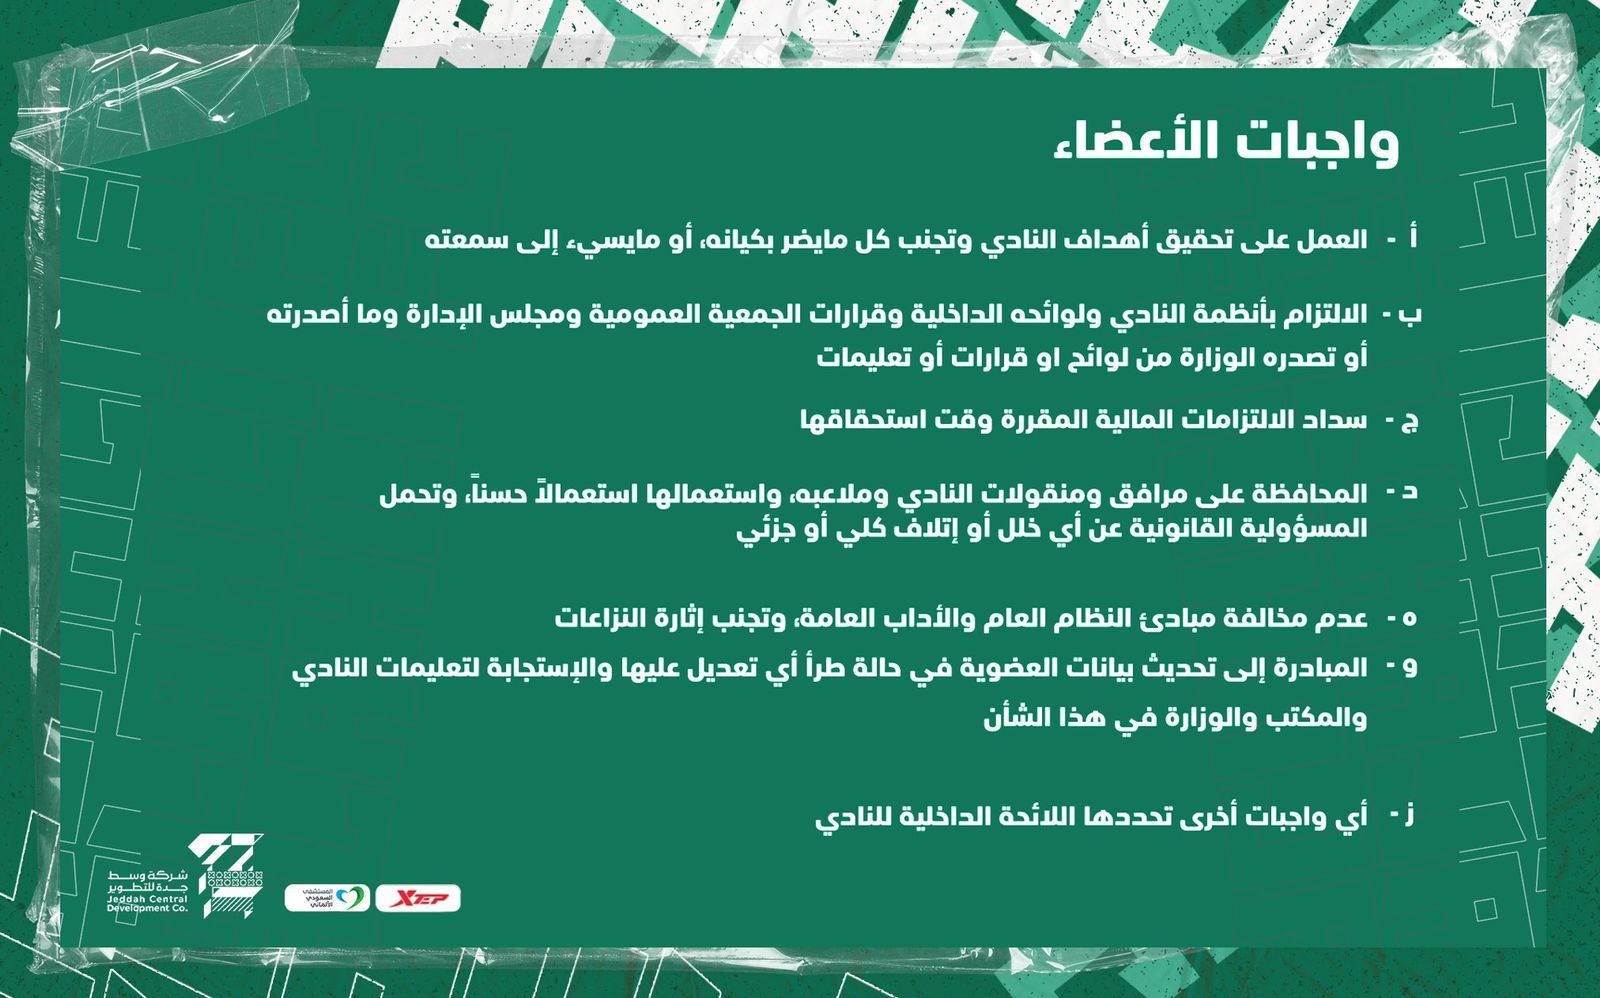 واجبات الأعضاء
أ - العمل على تحقيق أهداف النادي وتجنب كل مايضر بكيانه، أو مايسيء إلى سمعته
ب - الالتزام بأنظمة النادي ولوائحه الداخلية وقرارات الجمعية العمومية ومجلس الإدارة وما أصدرته
أو تصدره الوزارة من لوائح او قرارات أو تعليمات
ج - سداد الالتزامات المالية المقررة وقت استحقاقها
د - المحافظة على مرافق ومنقولات النادي وملاعبه، واستعمالها استعمالاً حسناً، وتحمل
المسؤولية القانونية عن أي خلل أو إتلاف كلي أو جزئي
ه - عدم مخالفة مبادئ النظام العام والأداب العامة، وتجنب إثارة النزاعات
و - المبادرة إلى تحديث بيانات العضوية في حالة طرأ أي تعديل عليها والإستجابة لتعليمات النادي
والمكتب والوزارة في هذا الشأن
ز - أي واجبات أخرى تحددها اللائحة الداخلية للنادي
شركة وسط
جدة للتطوير
Jeddah Central
Development Co.
المستشفى
السعودي
الألماني
XTEP